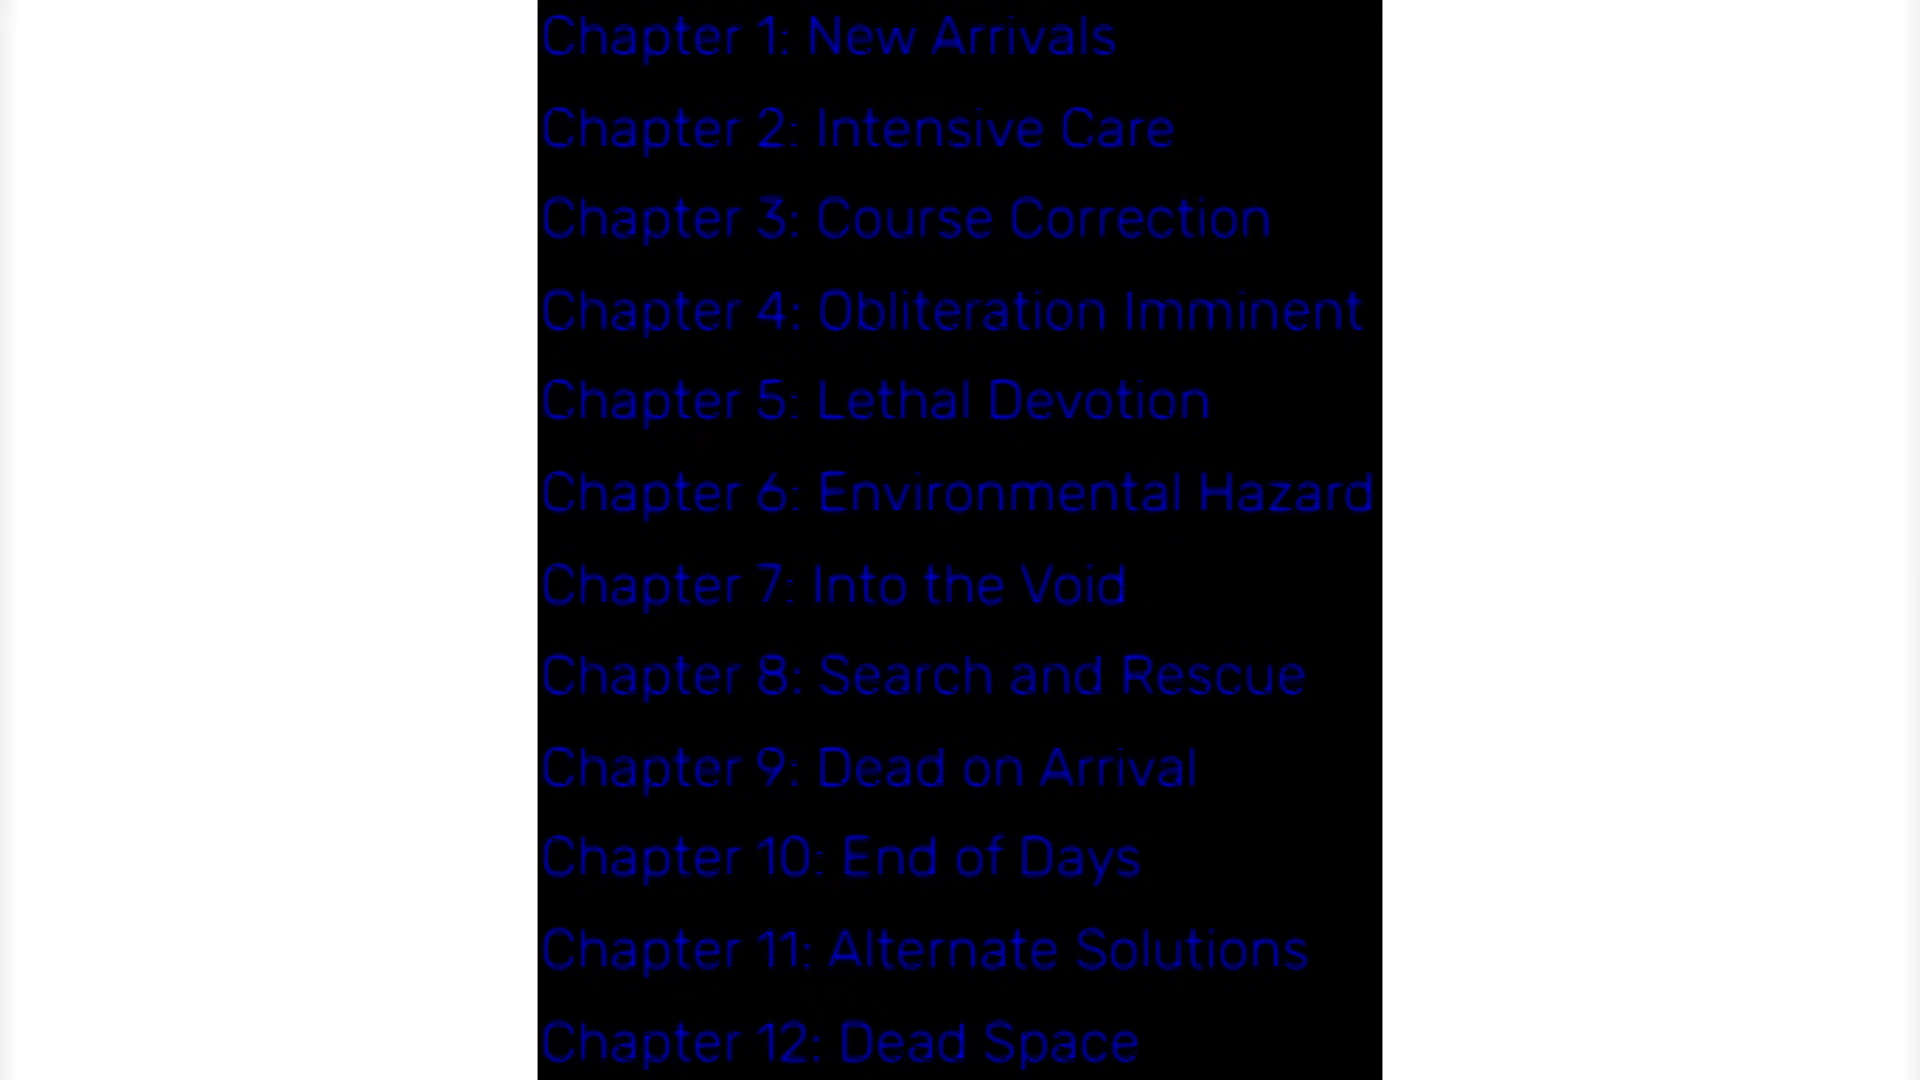 Chapter 1: New Arrivals
Chapter 2: Intensive Care
Chapter 3: Course Correction
Chapter 4: Obliteration Imminent
Chapter 5: Lethal Devotion
Chapter 6: Environmental Hazard
Chapter 7: Into the Void
Chapter 8: Search and Rescue
Chapter 9: Dead on Arrival
Chapter 10: End of Days
Chapter 11: Alternate Solutions
Chapter 12: Dead Space